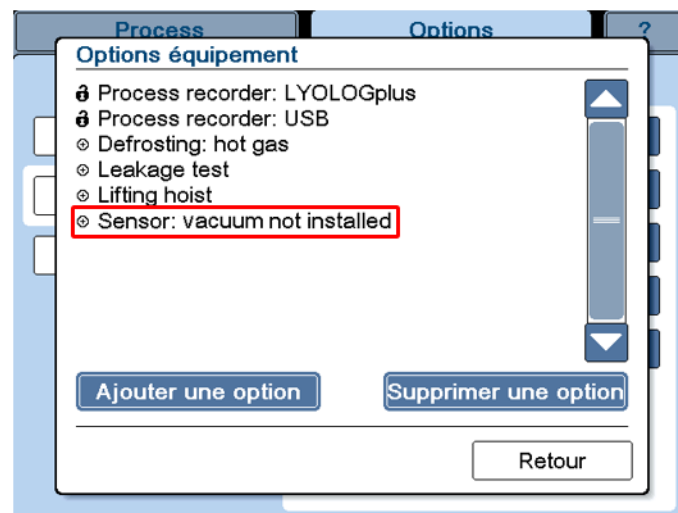 Process Options ?
Options équipement
Process recorder: LYOLOGplus
Process recorder: USB
Defrosting: hot gas
Leakage test
Lifting hoist
Sensor: vacuum not installed
Ajouter une option Supprimer une option
Retour